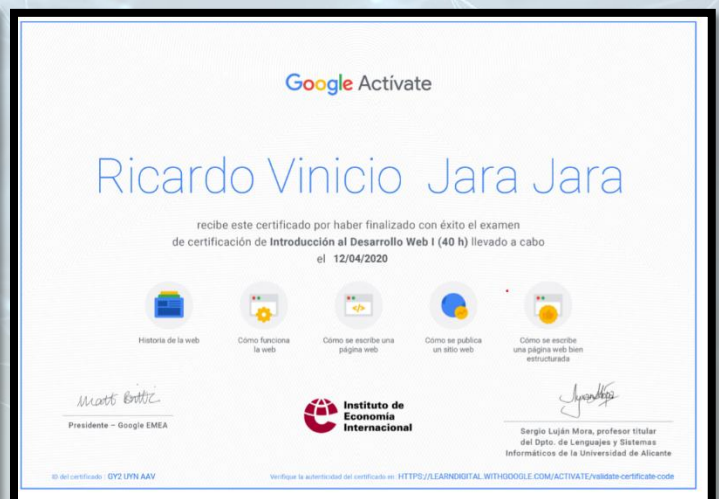 Google Actívate
Ricardo Vinicio Jara Jara
recibe este certificado por haber finalizado con éxito el examen
de certificación de Introducción al Desarrollo Web I (40 h) llevado a cabo
el 12/04/2020
Historia de la web
Cómo funciona
la web
Cómo se escribe una
página web
Cómo se publica
un sitio web
Cómo se escribe
una página web bien
estructurada
Matt Brittin
Presidente – Google EMEA
Instituto de
Economía
Internacional
Sergio Luján Mora, profesor titular
del Dpto. de Lenguajes y Sistemas
Informáticos de la Universidad de Alicante
ID del certificado : GY2 UYN AAV
Verifique la autenticidad del certificado en: HTTPS://LEARNDIGITAL.WITHGOOGLE.COM/ACTIVATE/validate-certificate-code